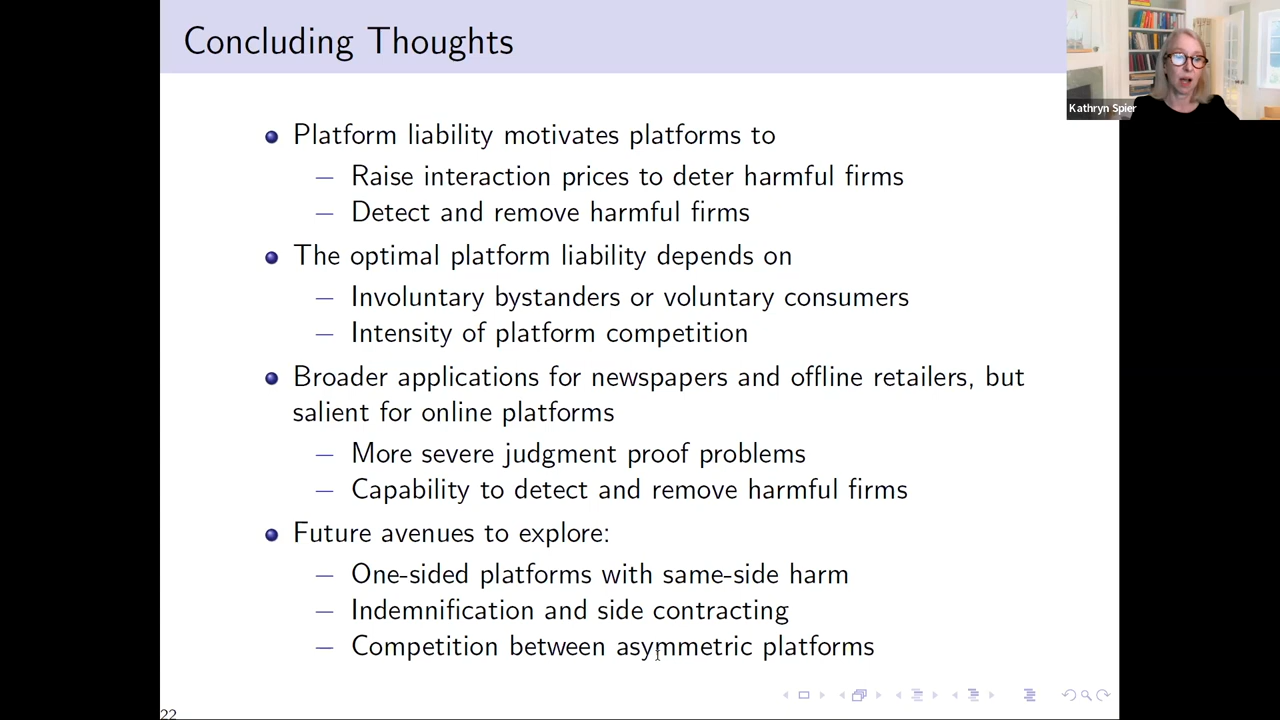 Concluding Thoughts
Kathryn Spier
Platform liability motivates platforms to
— Raise interaction prices to deter harmful firms
— Detect and remove harmful firms
The optimal platform liability depends on
— Involuntary bystanders or voluntary consumers
— Intensity of platform competition
Broader applications for newspapers and offline retailers, but
salient for online platforms
— More severe judgment proof problems
— Capability to detect and remove harmful firms
Future avenues to explore:
— One-sided platforms with same-side harm
— Indemnification and side contracting
— Competition between asymmetric platforms
22